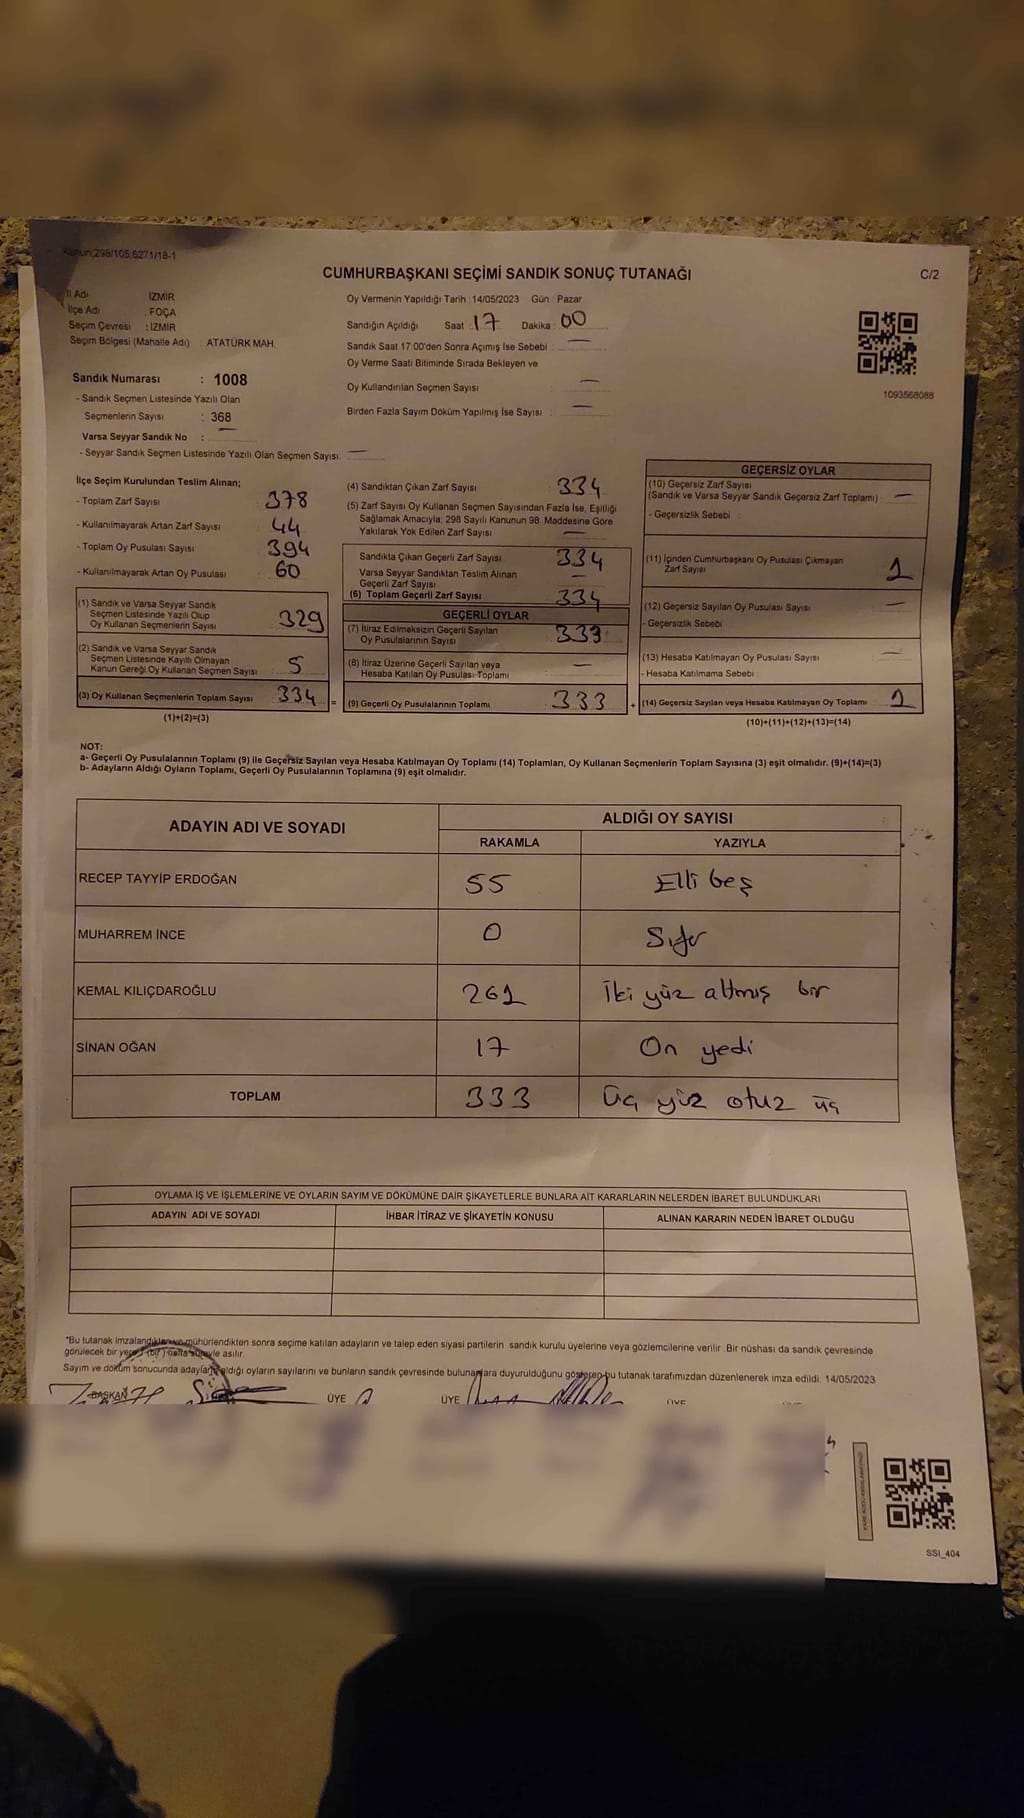 Kanun;298/105;6271/18-1
CUMHURBAŞKANI SEÇİMİ SANDIK SONUÇ TUTANAĞI
C/2
İl Adı İZMİR
İlçe Adı : FOÇA
Seçim Çevresi : İZMİR
Seçim Bölgesi (Mahalle Adı) : ATATÜRK MAH.
Sandık Numarası : 1008
- Sandık Seçmen Listesinde Yazılı Olan
Seçmenlerin Sayısı : 368
Varsa Seyyar Sandık No : —
- Seyyar Sandık Seçmen Listesinde Yazılı Olan Seçmen Sayısı: —
Oy Vermenin Yapıldığı Tarih : 14/05/2023 Gün : Pazar
Sandığın Açıldığı Saat : 17 Dakika : 00
Sandık Saat 17:00'den Sonra Açımış İse Sebebi : —
Oy Verme Saati Bitiminde Sırada Bekleyen ve
Oy Kullandırılan Seçmen Sayısı : —
Birden Fazla Sayım Döküm Yapılmış İse Sayısı : —
1093568088
İlçe Seçim Kurulundan Teslim Alınan;
- Toplam Zarf Sayısı : 378
- Kullanılmayarak Artan Zarf Sayısı : 44
- Toplam Oy Pusulası Sayısı : 394
- Kullanılmayarak Artan Oy Pusulası : 60
(1) Sandık ve Varsa Seyyar Sandık
Seçmen Listesinde Yazılı Olup
Oy Kullanan Seçmenlerin Sayısı : 329
(2) Sandık ve Varsa Seyyar Sandık
Seçmen Listesinde Kayıtlı Olmayan
Kanun Gereği Oy Kullanan Seçmen Sayısı : 5
(3) Oy Kullanan Seçmenlerin Toplam Sayısı : 334
(1)+(2)=(3)
=
(4) Sandıktan Çıkan Zarf Sayısı : 334
(5) Zarf Sayısı Oy Kullanan Seçmen Sayısından Fazla İse, Eşitliği
Sağlamak Amacıyla; 298 Sayılı Kanunun 98. Maddesine Göre
Yakılarak Yok Edilen Zarf Sayısı : —
Sandıkta Çıkan Geçerli Zarf Sayısı : 334
Varsa Seyyar Sandıktan Teslim Alınan
Geçerli Zarf Sayısı : —
(6) Toplam Geçerli Zarf Sayısı : 334
GEÇERLİ OYLAR
(7) İtiraz Edilmeksizin Geçerli Sayılan
Oy Pusulalarının Sayısı : 333
(8) İtiraz Üzerine Geçerli Sayılan veya
Hesaba Katılan Oy Pusulası Toplamı : —
(9) Geçerli Oy Pusulalarının Toplamı : 333
+
GEÇERSİZ OYLAR
(10) Geçersiz Zarf Sayısı
(Sandık ve Varsa Seyyar Sandık Geçersiz Zarf Toplamı) : —
- Geçersizlik Sebebi :
(11) İçinden Cumhurbaşkanı Oy Pusulası Çıkmayan
Zarf Sayısı : 1
(12) Geçersiz Sayılan Oy Pusulası Sayısı : —
- Geçersizlik Sebebi :
(13) Hesaba Katılmayan Oy Pusulası Sayısı : —
- Hesaba Katılmama Sebebi :
(14) Geçersiz Sayılan veya Hesaba Katılmayan Oy Toplamı : 1
(10)+(11)+(12)+(13)=(14)
NOT:
a- Geçerli Oy Pusulalarının Toplamı (9) ile Geçersiz Sayılan veya Hesaba Katılmayan Oy Toplamı (14) Toplamları, Oy Kullanan Seçmenlerin Toplam Sayısına (3) eşit olmalıdır. (9)+(14)=(3)
b- Adayların Aldığı Oyların Toplamı, Geçerli Oy Pusulalarının Toplamına (9) eşit olmalıdır.
ADAYIN ADI VE SOYADI
ALDIĞI OY SAYISI
RAKAMLA YAZIYLA
RECEP TAYYİP ERDOĞAN 55 Elli beş
MUHARREM İNCE 0 Sıfır
KEMAL KILIÇDAROĞLU 261 İki yüz altmış bir
SİNAN OĞAN 17 On yedi
TOPLAM 333 Üç yüz otuz üç
OYLAMA İŞ VE İŞLEMLERİNE VE OYLARIN SAYIM VE DÖKÜMÜNE DAİR ŞİKAYETLERLE BUNLARA AİT KARARLARIN NELERDEN İBARET BULUNDUKLARI
ADAYIN ADI VE SOYADI İHBAR İTİRAZ VE ŞİKAYETİN KONUSU ALINAN KARARIN NEDEN İBARET OLDUĞU
*Bu tutanak imzalandıktan ve mühürlendikten sonra seçime katılan adayların ve talep eden siyasi partilerin sandık kurulu üyelerine veya gözlemcilerine verilir. Bir nüshası da sandık çevresinde
görülecek bir yere 1 (bir) hafta süreyle asılır.
Sayım ve döküm sonucunda adayların aldığı oyların sayılarını ve bunların sandık çevresinde bulunanlara duyurulduğunu gösteren bu tutanak tarafımızdan düzenlenerek imza edildi. 14/05/2023
BAŞKAN ÜYE ÜYE ÜYE
SSI_404